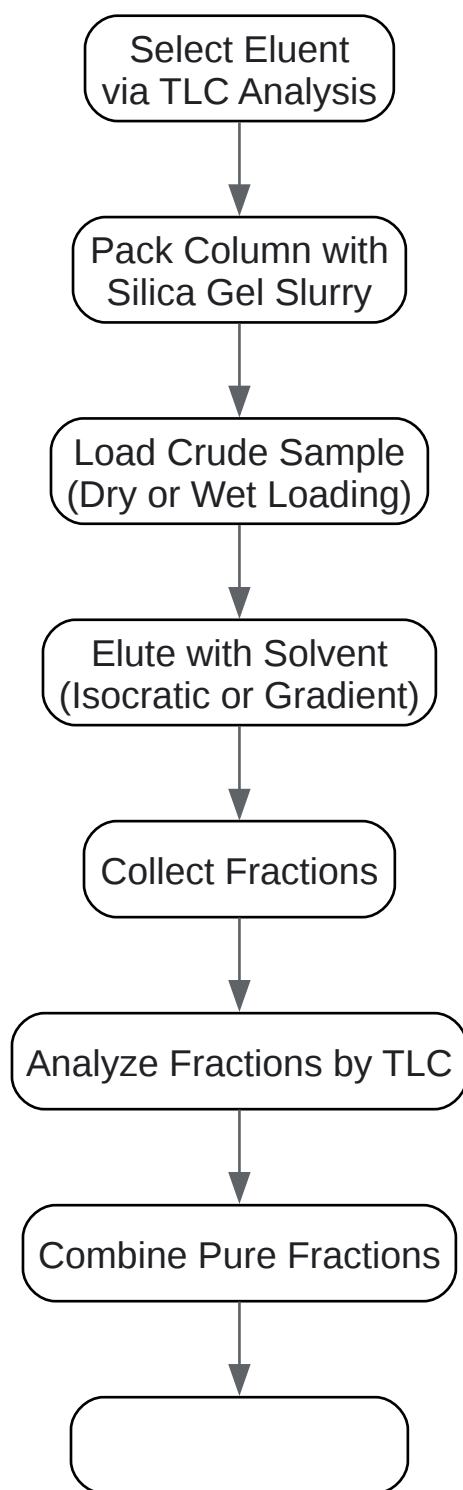 Select Eluent
via TLC Analysis
Pack Column with
Silica Gel Slurry
Load Crude Sample
(Dry or Wet Loading)
Elute with Solvent
(Isocratic or Gradient)
Collect Fractions
Analyze Fractions by TLC
Combine Pure Fractions